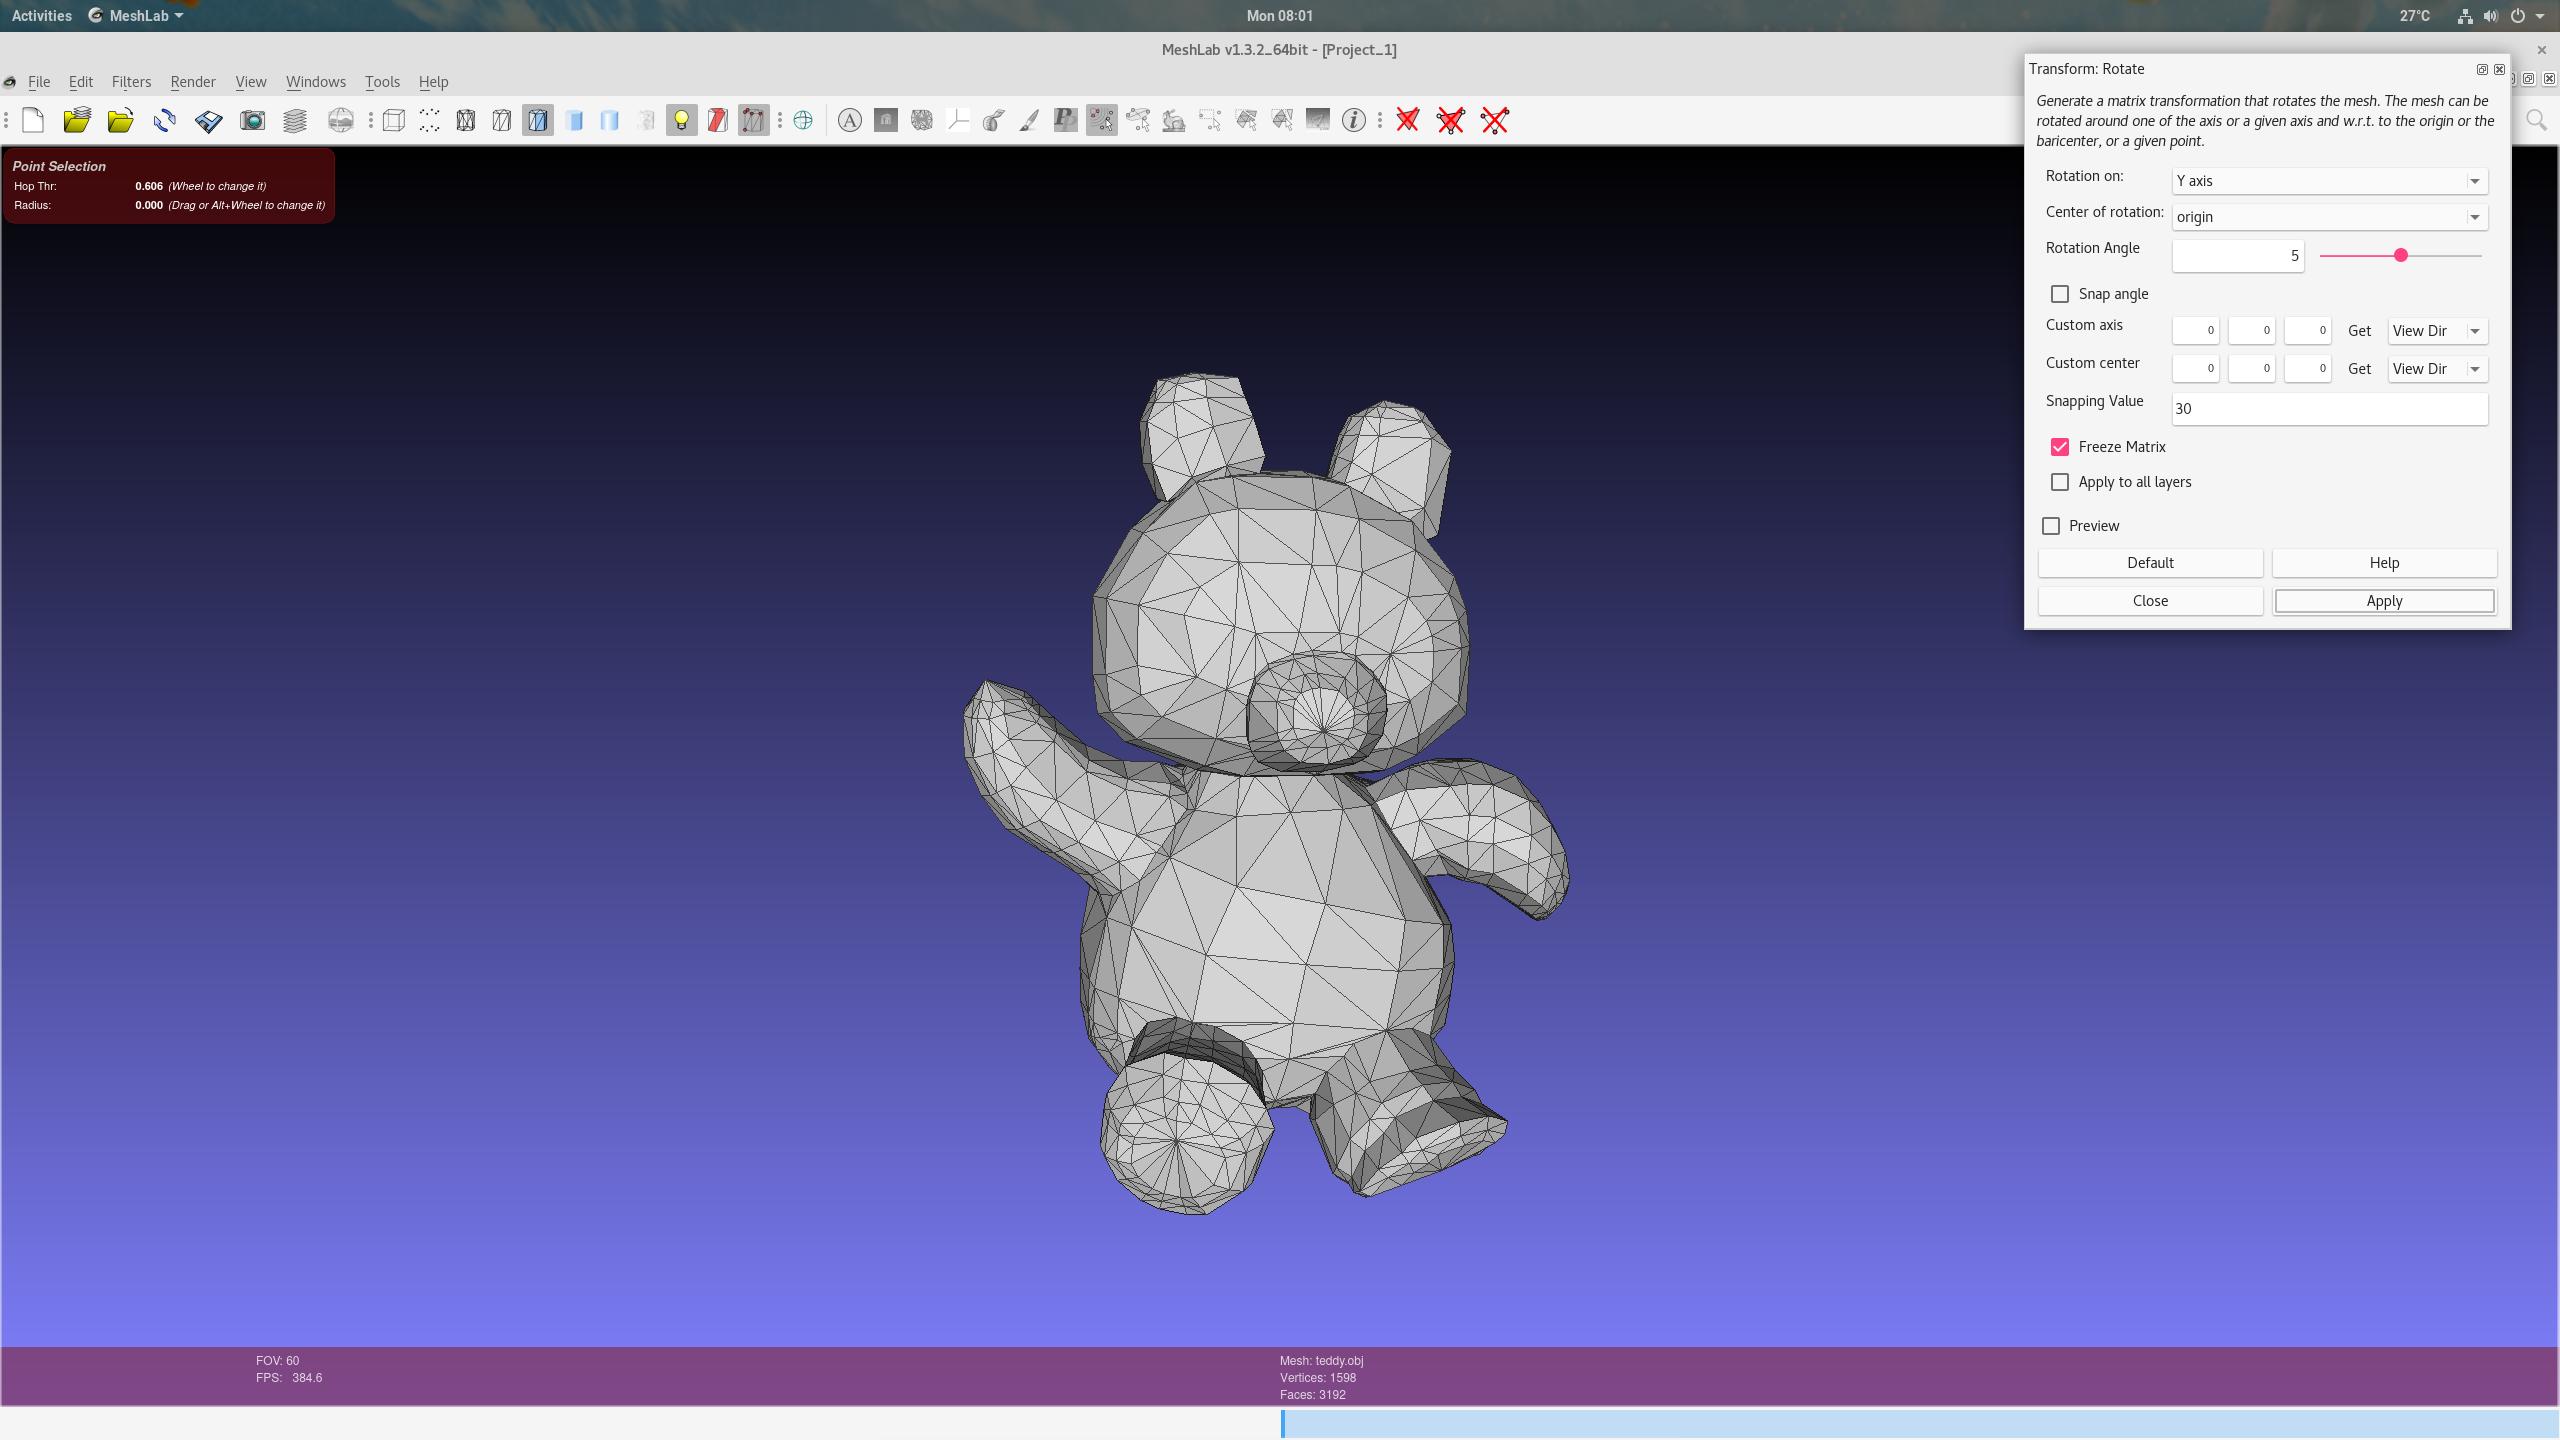 Activities MeshLab Mon 08:01 27°C
MeshLab v1.3.2_64bit - [Project_1]
File Edit Filters Render View Windows Tools Help
Point Selection
Hop Thr: 0.606 (Wheel to change it)
Radius: 0.000 (Drag or Alt+Wheel to change it)
Transform: Rotate
Generate a matrix transformation that rotates the mesh. The mesh can be
rotated around one of the axis or a given axis and w.r.t. to the origin or the
baricenter, or a given point.
Rotation on: Y axis
Center of rotation: origin
Rotation Angle 5
Snap angle
Custom axis 0 0 0 Get View Dir
Custom center 0 0 0 Get View Dir
Snapping Value 30
Freeze Matrix
Apply to all layers
Preview
Default Help
Close Apply
FOV: 60
FPS: 384.6
Mesh: teddy.obj
Vertices: 1598
Faces: 3192